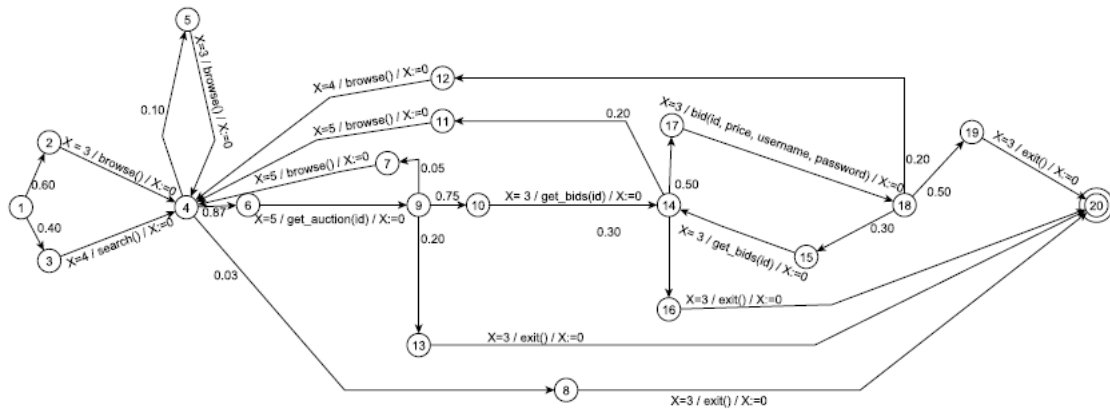 5
X=3 / browse() / X:=0
0.10
X=4 / browse() / X:=0
12
X=5 / browse() / X:=0
11
0.20
17
X=3 / bid(id, price, username, password) / X:=0
19
X=3 / exit() / X:=0
2
X = 3 / browse() / X:=0
0.60
1
0.40
3
X=4 / search() / X:=0
4
0.87
6
X=5 / browse() / X:=0
7
0.05
X=5 / get_auction(id) / X:=0
9
0.75
10
X= 3 / get_bids(id) / X:=0
0.20
0.30
14
0.50
18
0.20
0.50
0.30
15
X= 3 / get_bids(id) / X:=0
20
0.03
16
X=3 / exit() / X:=0
13
X=3 / exit() / X:=0
8
X=3 / exit() / X:=0